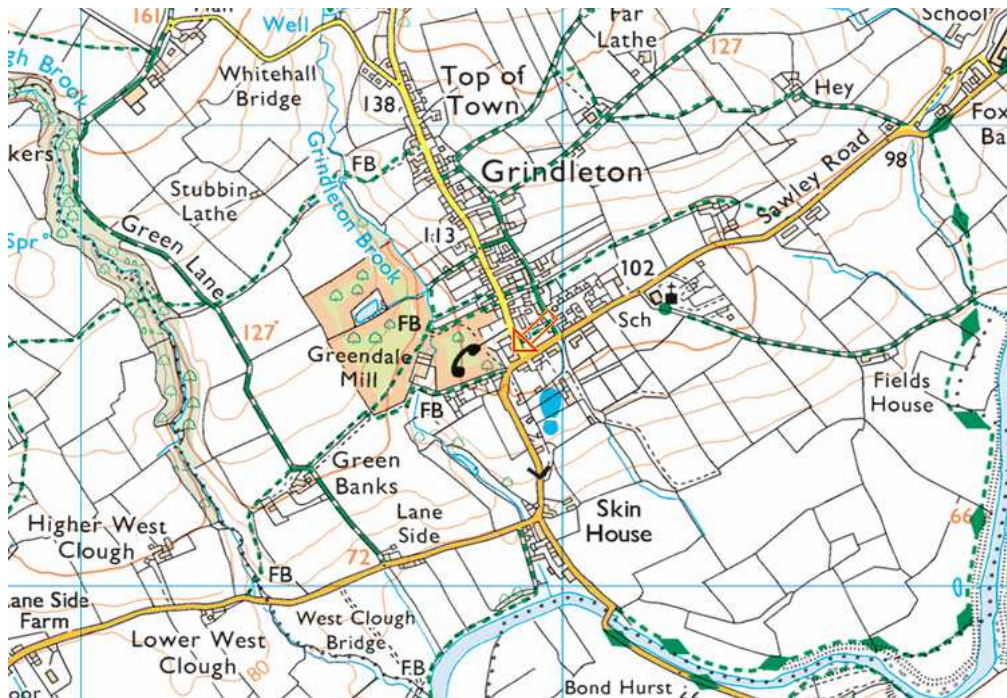 161
Well
Far
Lathe
127
School
gh Brook
Whitehall
Bridge
Top of
Town
138
Hey
kers
FB
Grindleton
Sawley Road
98
Stubbin
Lathe
Grindleton Brook
Green Lane
Spr
113
102
Sch
127
FB
Greendale
Mill
Fields
House
FB
Green
Banks
Higher West
Clough
Lane
Side
Skin
House
66
72
FB
ane Side
Farm
Lower West
Clough
80
West Clough
Bridge
FB
Bond Hurst